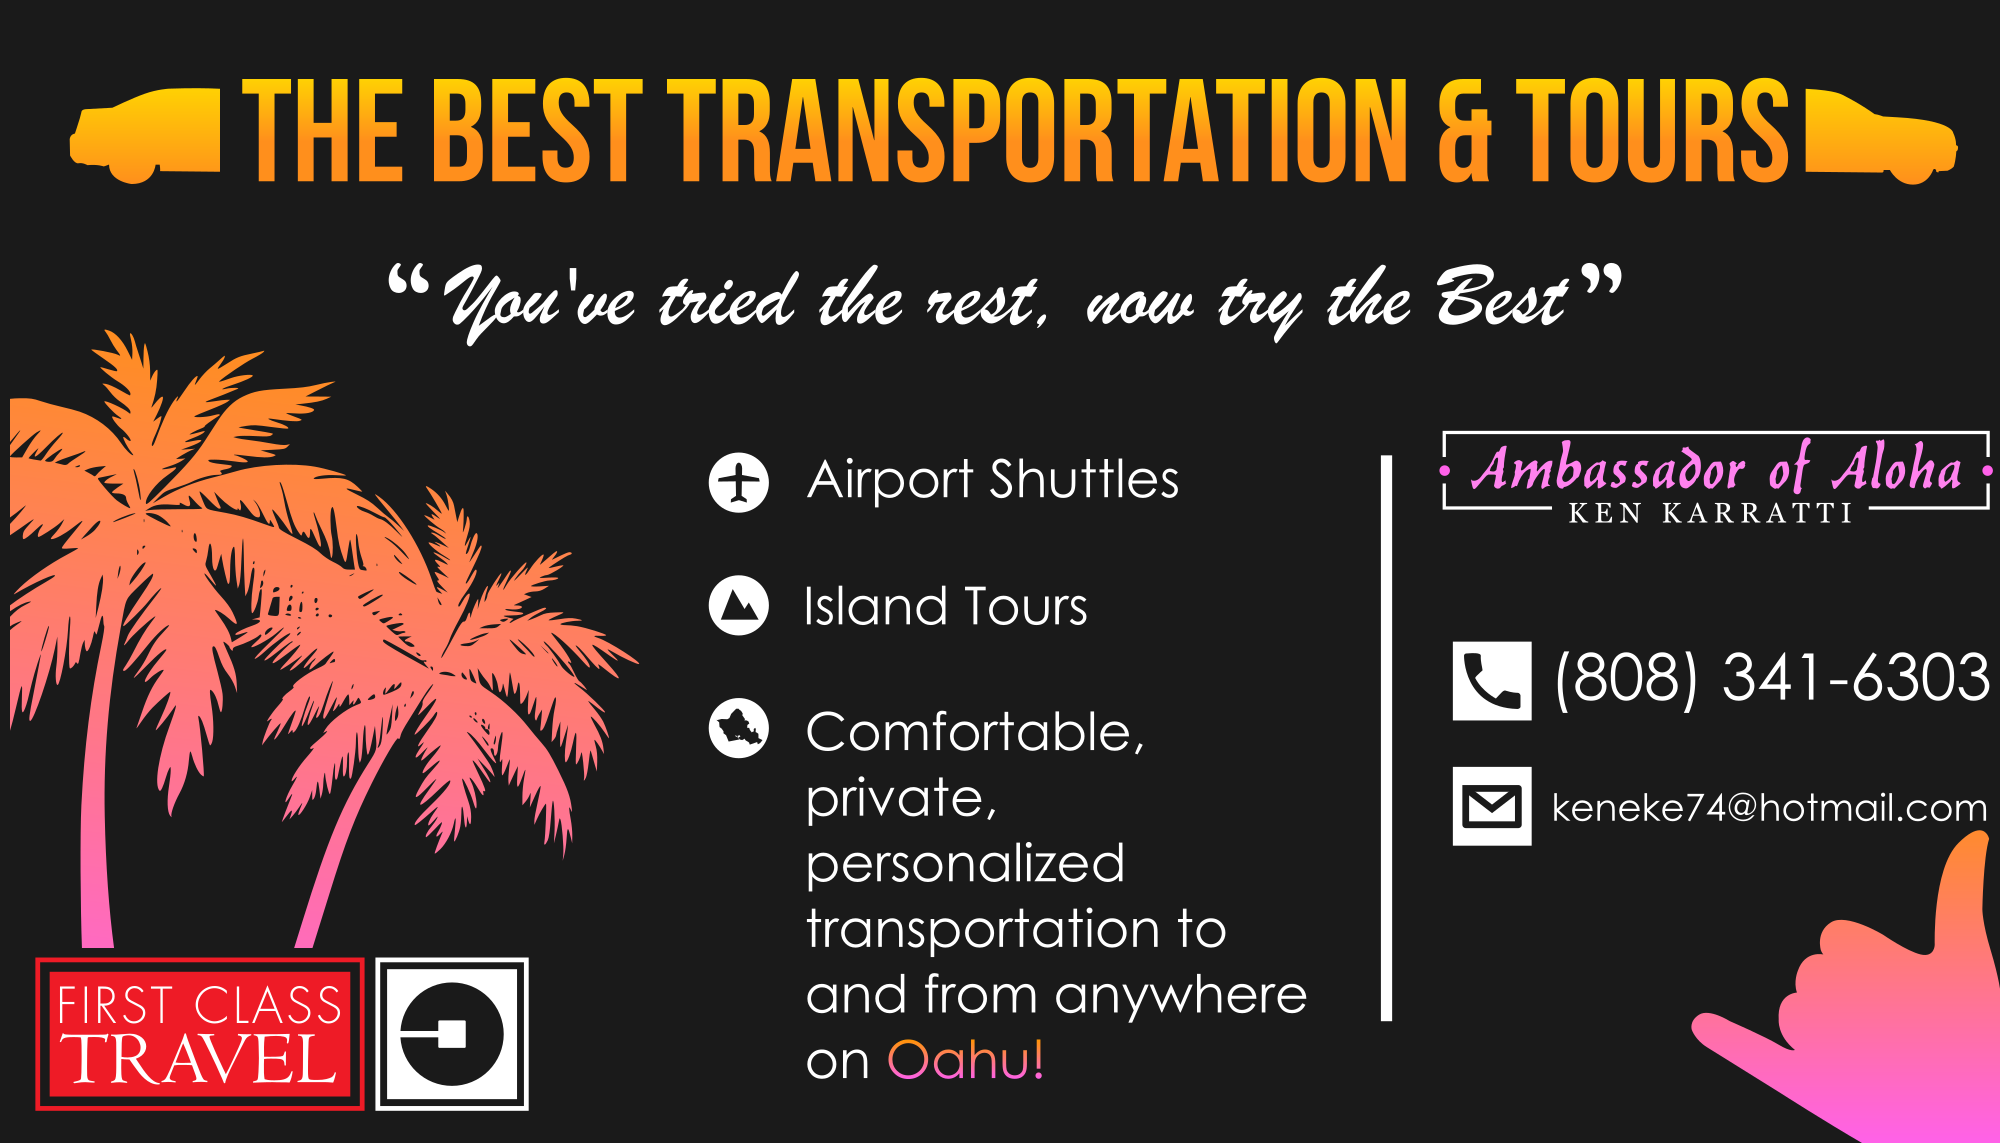 THE BEST TRANSPORTATION & TOURS
“You've tried the rest, now try the Best”
Airport Shuttles
Island Tours
Comfortable,
private,
personalized
transportation to
and from anywhere
on Oahu!
Ambassador of Aloha
KEN KARRATTI
(808) 341-6303
keneke74@hotmail.com
FIRST CLASS
TRAVEL